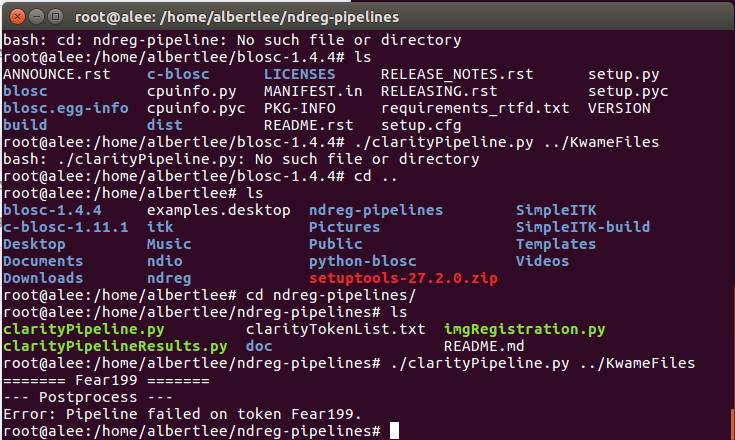 root@alee: /home/albertlee/ndreg-pipelines
bash: cd: ndreg-pipeline: No such file or directory
root@alee:/home/albertlee/blosc-1.4.4# ls
ANNOUNCE.rst c-blosc LICENSES RELEASE_NOTES.rst setup.py
blosc cpuinfo.py MANIFEST.in RELEASING.rst setup.pyc
blosc.egg-info cpuinfo.pyc PKG-INFO requirements_rtfd.txt VERSION
build dist README.rst setup.cfg
root@alee:/home/albertlee/blosc-1.4.4# ./clarityPipeline.py ../KwameFiles
bash: ./clarityPipeline.py: No such file or directory
root@alee:/home/albertlee/blosc-1.4.4# cd ..
root@alee:/home/albertlee# ls
blosc-1.4.4 examples.desktop ndreg-pipelines SimpleITK
c-blosc-1.11.1 itk Pictures SimpleITK-build
Desktop Music Public Templates
Documents ndio python-blosc Videos
Downloads ndreg setuptools-27.2.0.zip
root@alee:/home/albertlee# cd ndreg-pipelines/
root@alee:/home/albertlee/ndreg-pipelines# ls
clarityPipeline.py clarityTokenList.txt imgRegistration.py
clarityPipelineResults.py doc README.md
root@alee:/home/albertlee/ndreg-pipelines# ./clarityPipeline.py ../KwameFiles
======= Fear199 =======
--- Postprocess ---
Error: Pipeline failed on token Fear199.
root@alee:/home/albertlee/ndreg-pipelines#